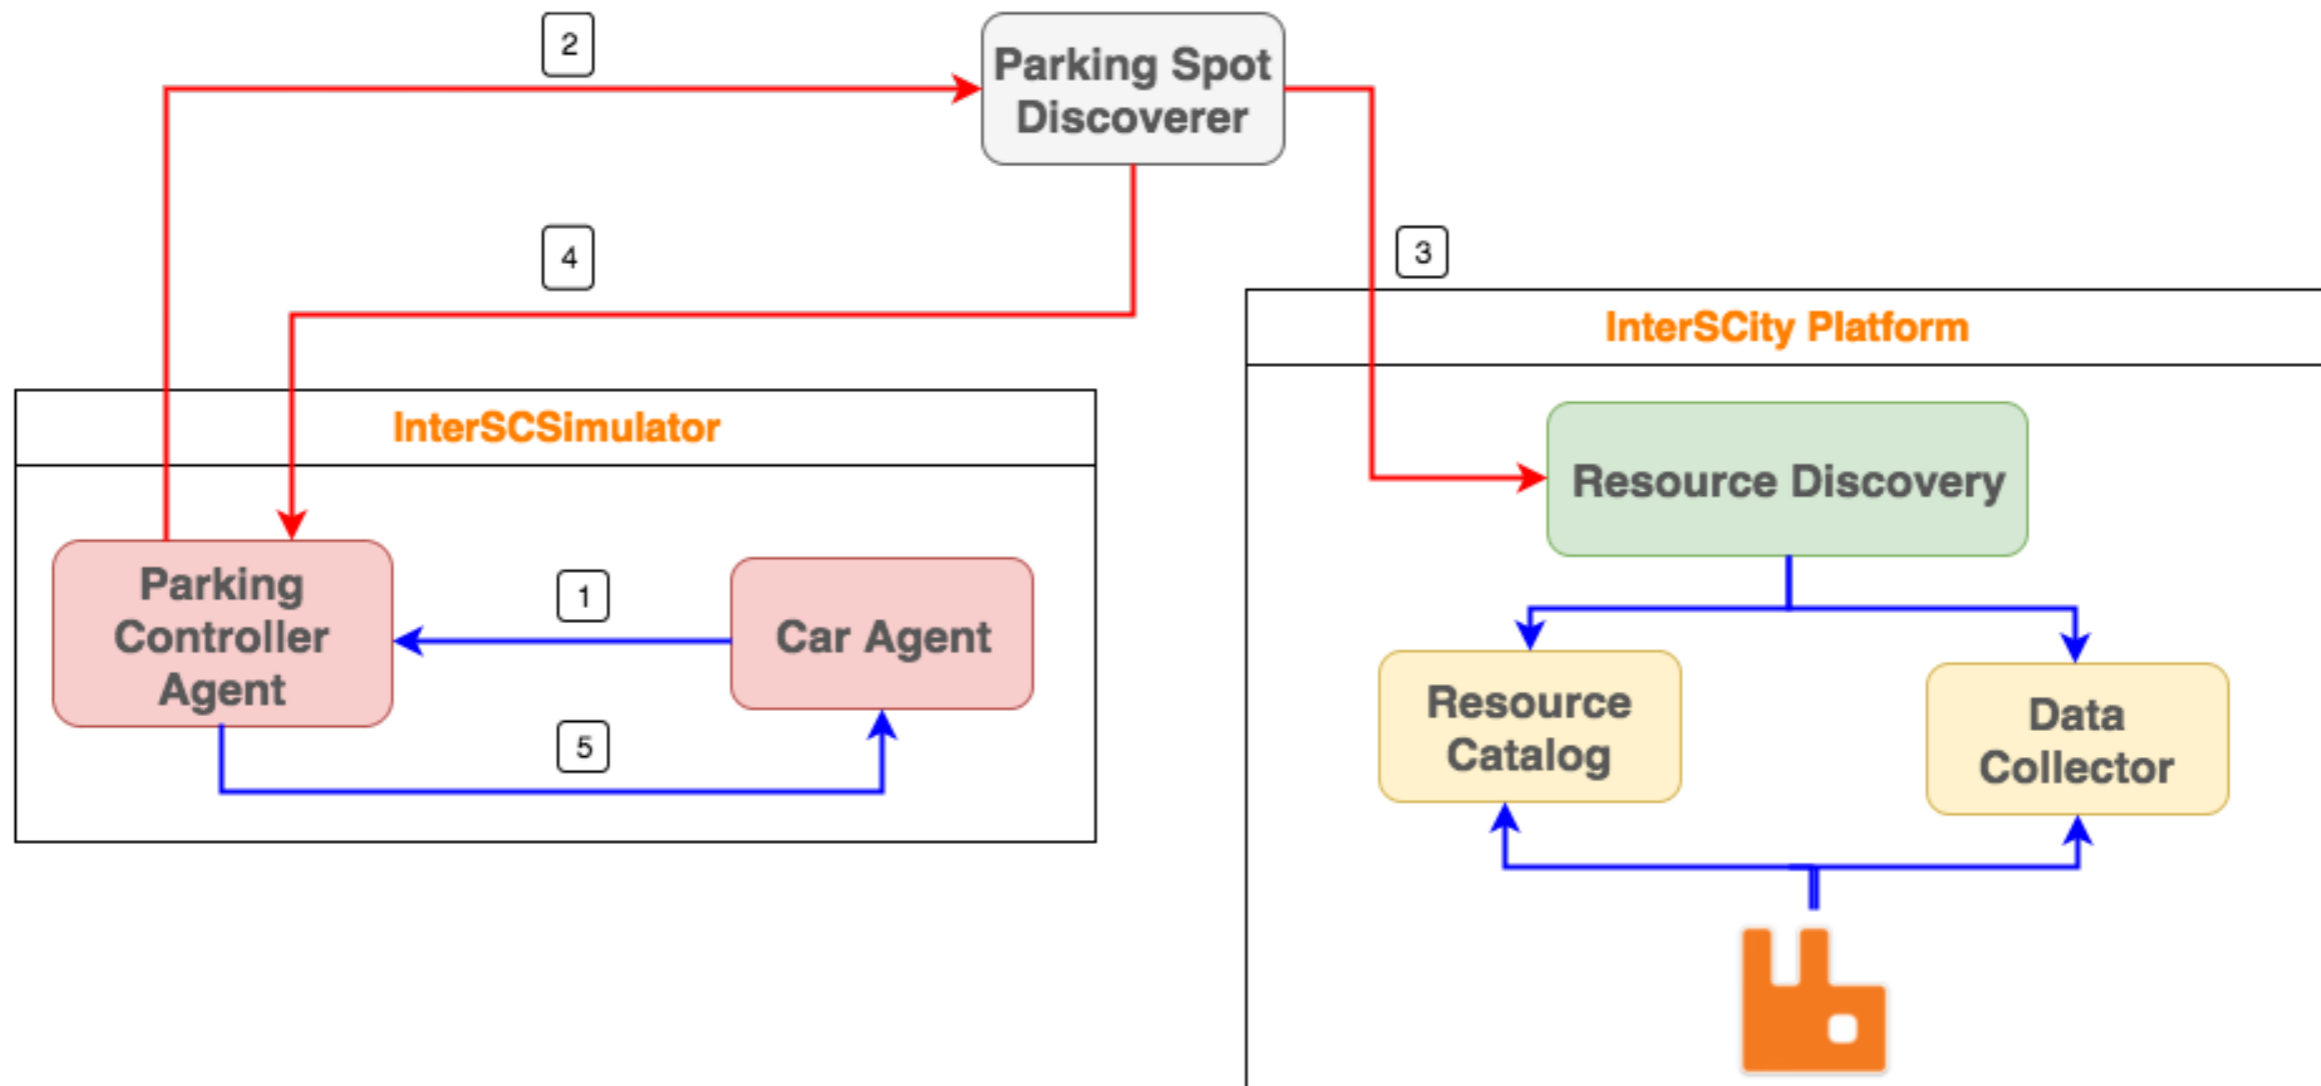 2
Parking Spot
Discoverer
4
3
InterSCity Platform
InterSCSimulator
Resource Discovery
Parking
Controller
Agent
1
Car Agent
5
Resource
Catalog
Data
Collector